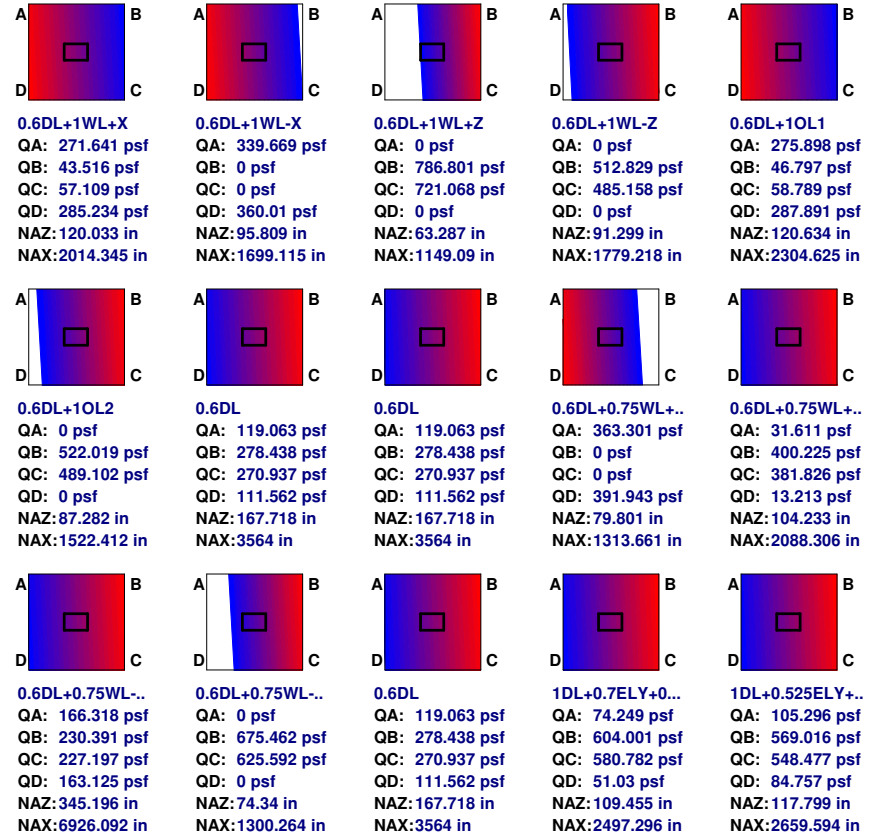 A B A B A B A B A B
D C D C D C D C D C
0.6DL+1WL+X 0.6DL+1WL-X 0.6DL+1WL+Z 0.6DL+1WL-Z 0.6DL+1OL1
QA: 271.641 psf QA: 339.669 psf QA: 0 psf QA: 0 psf QA: 275.898 psf
QB: 43.516 psf QB: 0 psf QB: 786.801 psf QB: 512.829 psf QB: 46.797 psf
QC: 57.109 psf QC: 0 psf QC: 721.068 psf QC: 485.158 psf QC: 58.789 psf
QD: 285.234 psf QD: 360.01 psf QD: 0 psf QD: 0 psf QD: 287.891 psf
NAZ:120.033 in NAZ:95.809 in NAZ:63.287 in NAZ:91.299 in NAZ:120.634 in
NAX:2014.345 in NAX:1699.115 in NAX:1149.09 in NAX:1779.218 in NAX:2304.625 in
A B A B A B A B A B
D C D C D C D C D C
0.6DL+1OL2 0.6DL 0.6DL 0.6DL+0.75WL+.. 0.6DL+0.75WL+..
QA: 0 psf QA: 119.063 psf QA: 119.063 psf QA: 363.301 psf QA: 31.611 psf
QB: 522.019 psf QB: 278.438 psf QB: 278.438 psf QB: 0 psf QB: 400.225 psf
QC: 489.102 psf QC: 270.937 psf QC: 270.937 psf QC: 0 psf QC: 381.826 psf
QD: 0 psf QD: 111.562 psf QD: 111.562 psf QD: 391.943 psf QD: 13.213 psf
NAZ:87.282 in NAZ:167.718 in NAZ:167.718 in NAZ:79.801 in NAZ:104.233 in
NAX:1522.412 in NAX:3564 in NAX:3564 in NAX:1313.661 in NAX:2088.306 in
A B A B A B A B A B
D C D C D C D C D C
0.6DL+0.75WL-.. 0.6DL+0.75WL-.. 0.6DL 1DL+0.7ELY+0... 1DL+0.525ELY+..
QA: 166.318 psf QA: 0 psf QA: 119.063 psf QA: 74.249 psf QA: 105.296 psf
QB: 230.391 psf QB: 675.462 psf QB: 278.438 psf QB: 604.001 psf QB: 569.016 psf
QC: 227.197 psf QC: 625.592 psf QC: 270.937 psf QC: 580.782 psf QC: 548.477 psf
QD: 163.125 psf QD: 0 psf QD: 111.562 psf QD: 51.03 psf QD: 84.757 psf
NAZ:345.196 in NAZ:74.34 in NAZ:167.718 in NAZ:109.455 in NAZ:117.799 in
NAX:6926.092 in NAX:1300.264 in NAX:3564 in NAX:2497.296 in NAX:2659.594 in